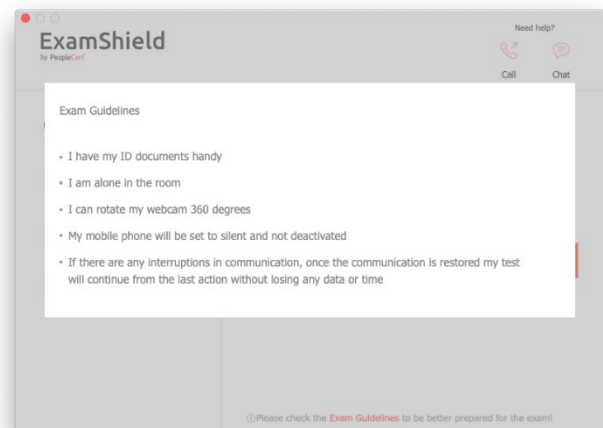 Need help?
ExamShield
by PeopleCert
Call
Chat
Exam Guidelines
• I have my ID documents handy
• I am alone in the room
• I can rotate my webcam 360 degrees
• My mobile phone will be set to silent and not deactivated
• If there are any interruptions in communication, once the communication is restored my test
will continue from the last action without losing any data or time
ⓘPlease check the Exam Guidelines to be better prepared for the exam!